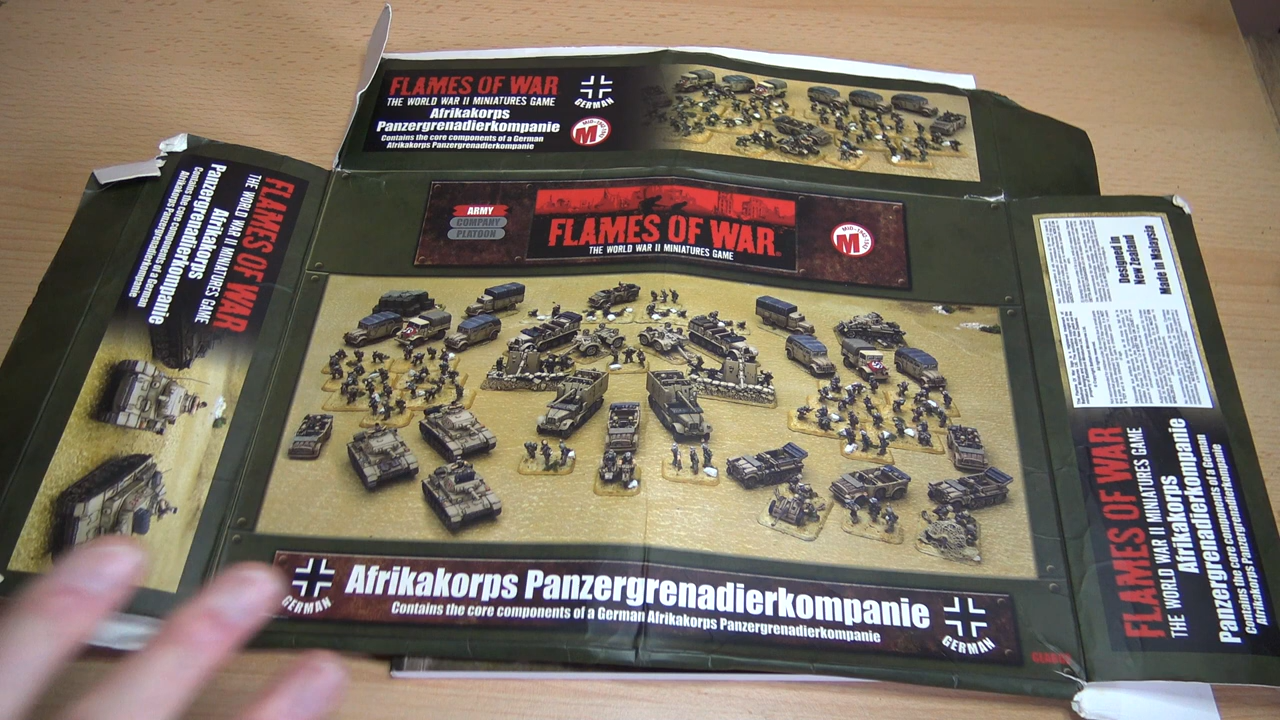 FLAMES OF WAR
THE WORLD WAR II MINIATURES GAME
Afrikakorps
Panzergrenadierkompanie
Contains the core components of a German
Afrikakorps Panzergrenadierkompanie
GERMAN
M
FLAMES OF WAR
THE WORLD WAR II MINIATURES GAME
Afrikakorps
Panzergrenadierkompanie
Contains the core components of a German
Afrikakorps Panzergrenadierkompanie
ARMY
COMPANY
PLATOON
FLAMES OF WAR
THE WORLD WAR II MINIATURES GAME
M
Designed in
New Zealand
Made in Malaysia
GERMAN
Afrikakorps Panzergrenadierkompanie
Contains the core components of a German Afrikakorps Panzergrenadierkompanie
GERMAN
FLAMES OF WAR
THE WORLD WAR II MINIATURES GAME
Afrikakorps
Panzergrenadierkompanie
Contains the core components of a German
Afrikakorps Panzergrenadierkompanie